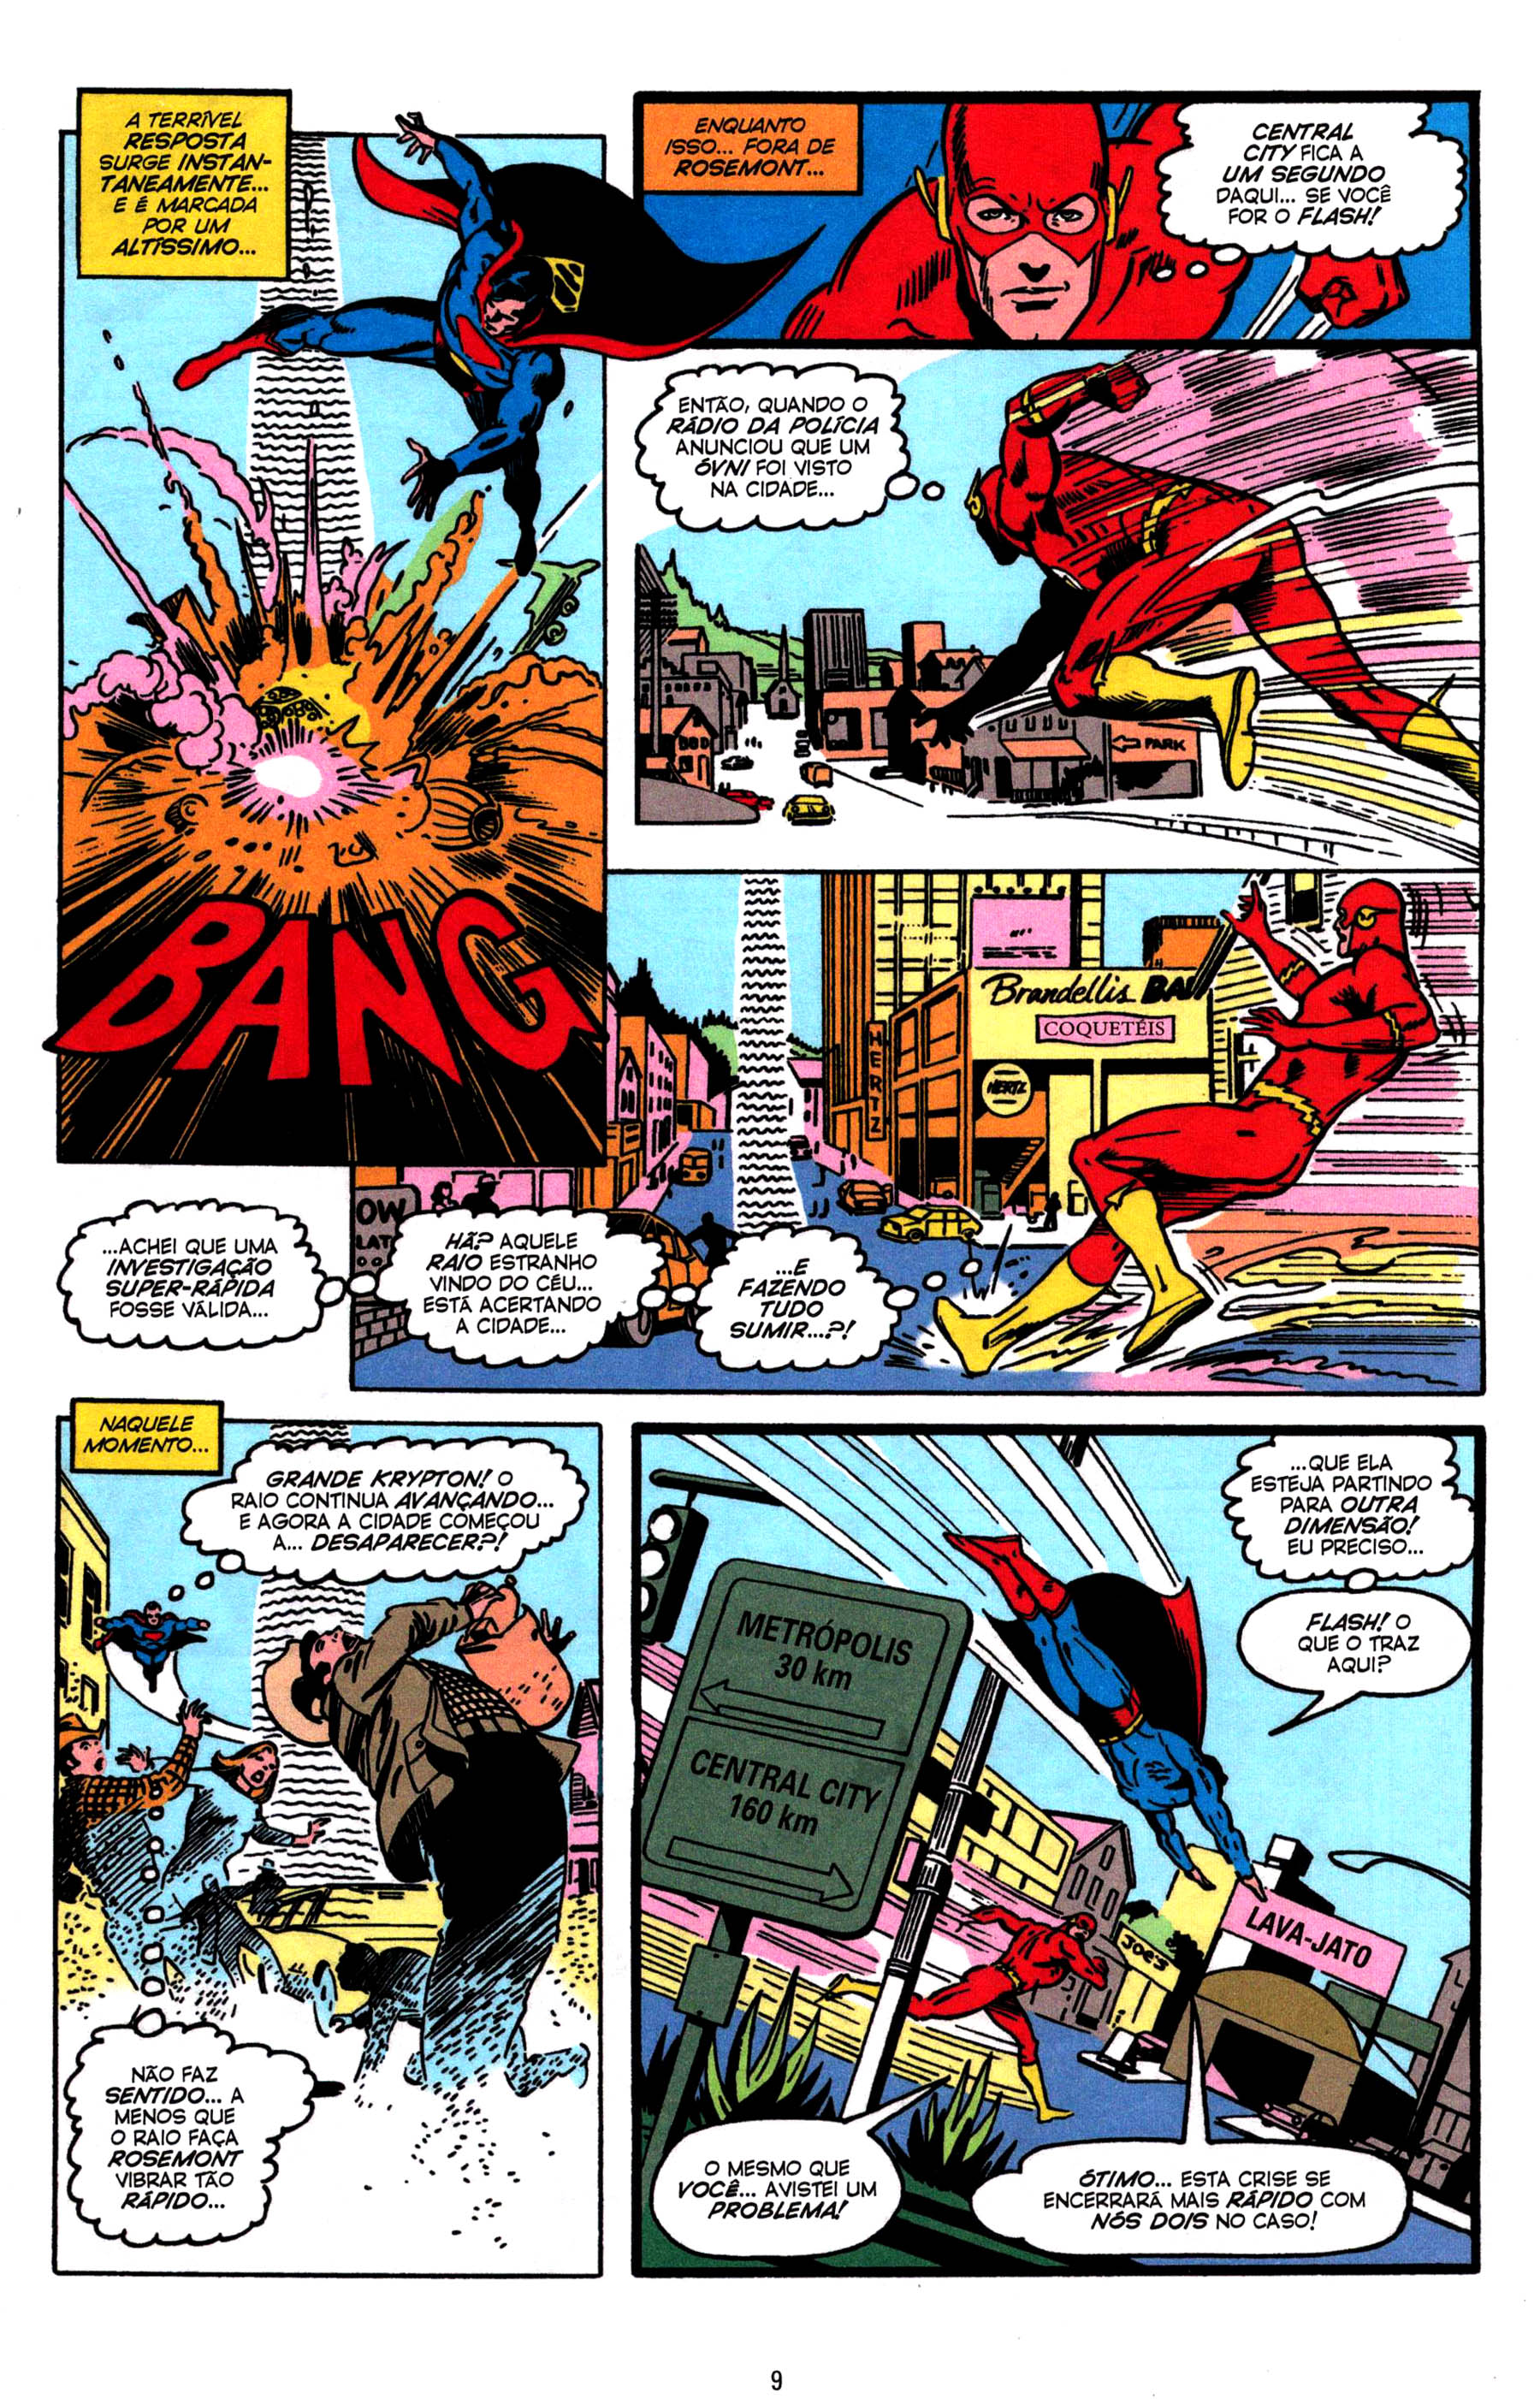 A TERRÍVEL
RESPOSTA
SURGE INSTAN-
TANEAMENTE...
E É MARCADA
POR UM
ALTÍSSIMO...
BANG
ENQUANTO
ISSO... FORA DE
ROSEMONT...
CENTRAL
CITY FICA A
UM SEGUNDO
DAQUI... SE VOCÊ
FOR O FLASH!
ENTÃO, QUANDO O
RÁDIO DA POLÍCIA
ANUNCIOU QUE UM
ÓVNI FOI VISTO
NA CIDADE...
PARK
...ACHEI QUE UMA
INVESTIGAÇÃO
SUPER-RÁPIDA
FOSSE VÁLIDA...
HÃ? AQUELE
RAIO ESTRANHO
VINDO DO CÉU...
ESTÁ ACERTANDO
A CIDADE...
...E
FAZENDO
TUDO
SUMIR...?!
Brandellis BA
COQUETÉIS
HERTZ
HERTZ
OW
LAT
NAQUELE
MOMENTO...
GRANDE KRYPTON! O
RAIO CONTINUA AVANÇANDO...
E AGORA A CIDADE COMEÇOU
A... DESAPARECER?!
NÃO FAZ
SENTIDO... A
MENOS QUE
O RAIO FAÇA
ROSEMONT
VIBRAR TÃO
RÁPIDO...
...QUE ELA
ESTEJA PARTINDO
PARA OUTRA
DIMENSÃO!
EU PRECISO...
FLASH! O
QUE O TRAZ
AQUI?
METRÓPOLIS
30 km
CENTRAL CITY
160 km
JOE'S
LAVA-JATO
O MESMO QUE
VOCÊ... AVISTEI UM
PROBLEMA!
ÓTIMO... ESTA CRISE SE
ENCERRARÁ MAIS RÁPIDO COM
NÓS DOIS NO CASO!
9